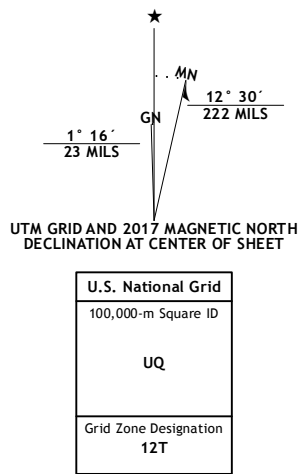 ★
MN
GN
12° 30´
222 MILS
1° 16´
23 MILS
UTM GRID AND 2017 MAGNETIC NORTH
DECLINATION AT CENTER OF SHEET
U.S. National Grid
100,000-m Square ID
UQ
Grid Zone Designation
12T